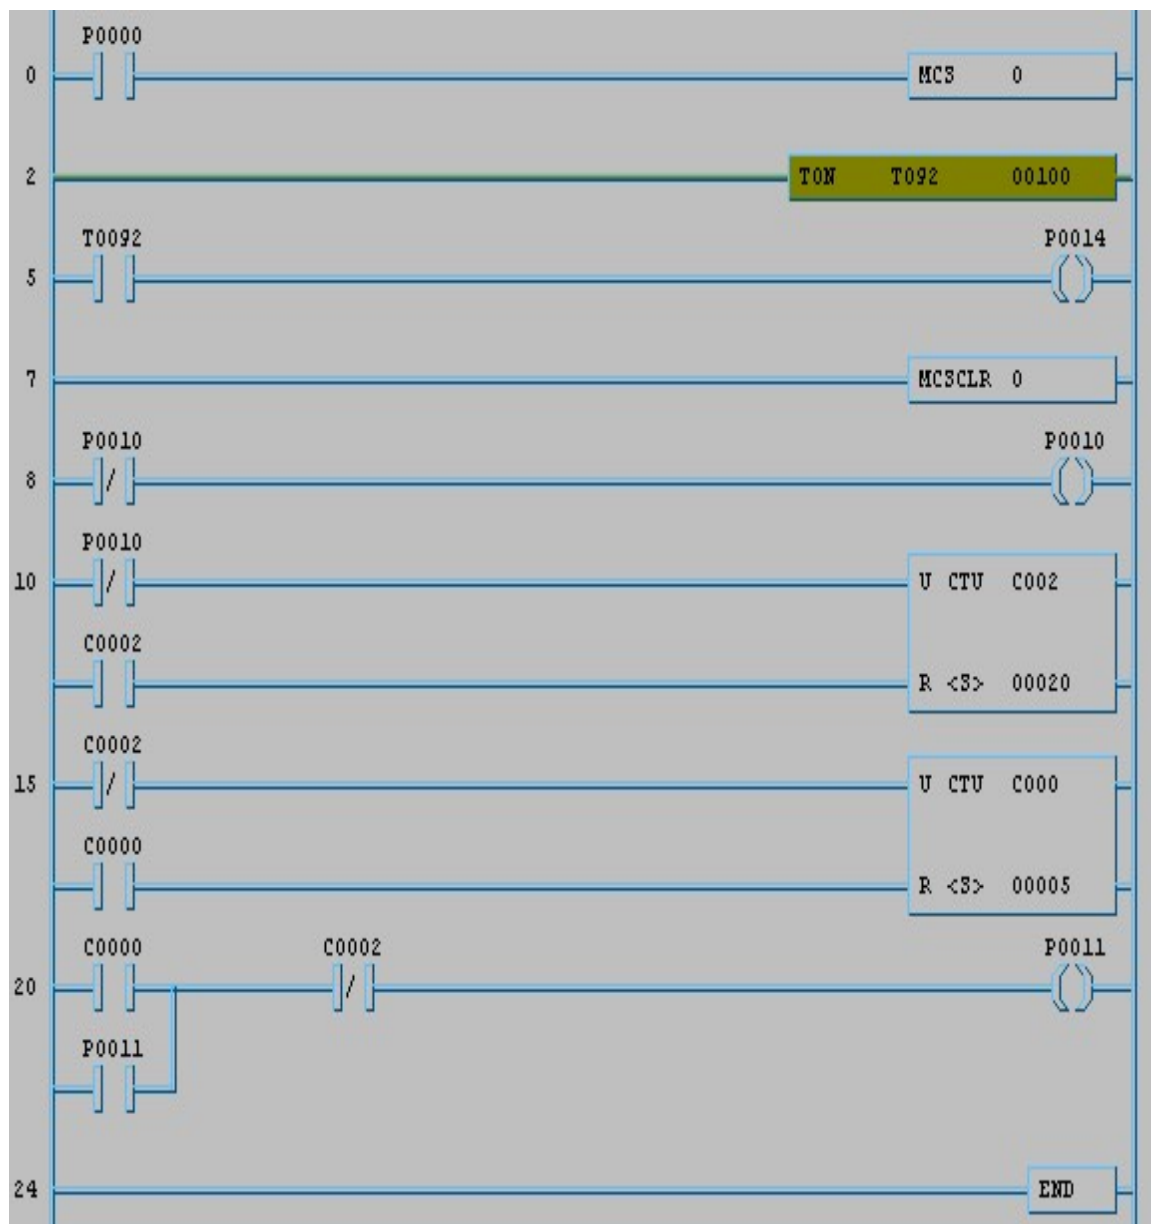 P0000
0 MCS 0
2 TON T092 00100
T0092 P0014
5
7 MCSCLR 0
P0010 P0010
8 /
P0010
10 / U CTU C002
C0002
R <S> 00020
C0002
15 / U CTU C000
C0000
R <S> 00005
C0000 C0002 P0011
20 /
P0011
24 END